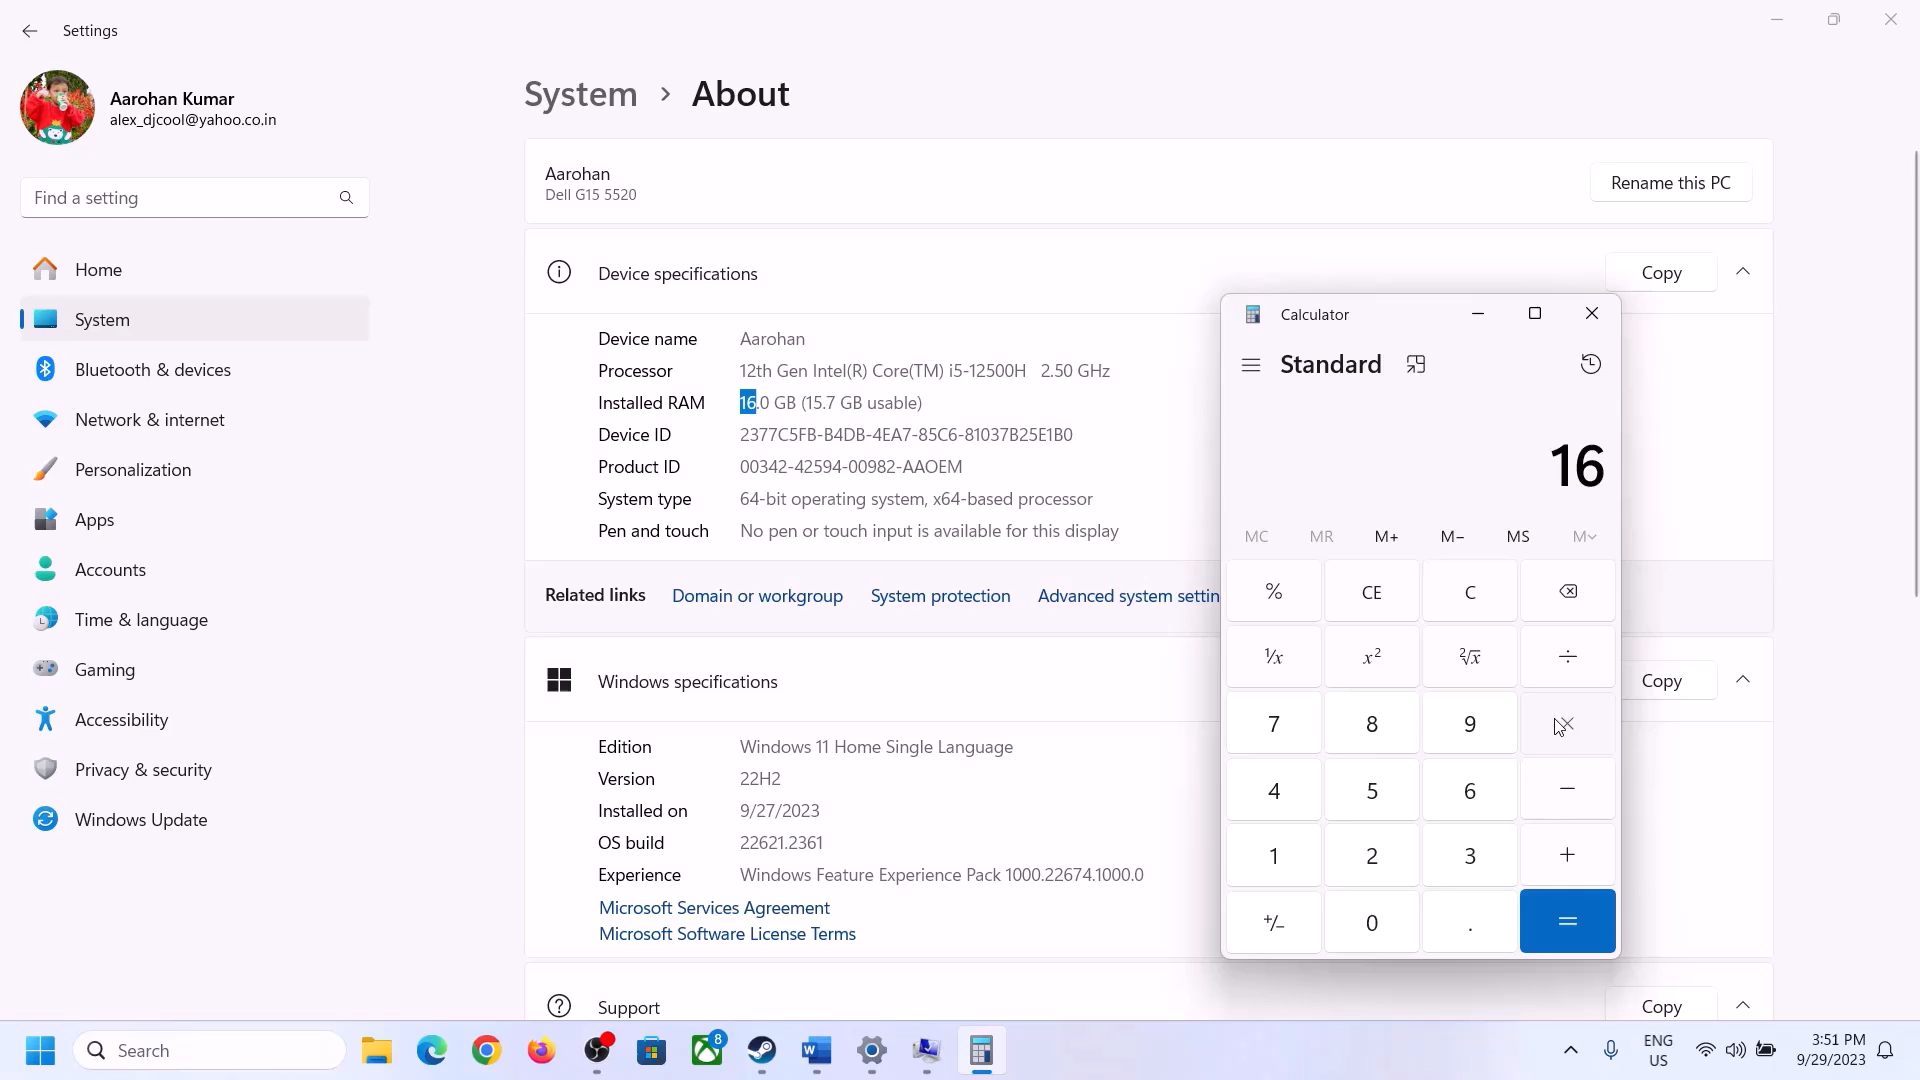 Settings
Aarohan Kumar
alex_djcool@yahoo.co.in
Find a setting
Home
System
Bluetooth & devices
Network & internet
Personalization
Apps
Accounts
Time & language
Gaming
Accessibility
Privacy & security
Windows Update
System > About
Aarohan
Dell G15 5520
Rename this PC
Device specifications
Copy
Device name Aarohan
Processor 12th Gen Intel(R) Core(TM) i5-12500H 2.50 GHz
Installed RAM 16.0 GB (15.7 GB usable)
Device ID 2377C5FB-B4DB-4EA7-85C6-81037B25E1B0
Product ID 00342-42594-00982-AAOEM
System type 64-bit operating system, x64-based processor
Pen and touch No pen or touch input is available for this display
Related links Domain or workgroup System protection Advanced system settin
Windows specifications
Copy
Edition Windows 11 Home Single Language
Version 22H2
Installed on 9/27/2023
OS build 22621.2361
Experience Windows Feature Experience Pack 1000.22674.1000.0
Microsoft Services Agreement
Microsoft Software License Terms
Support
Copy
Calculator
Standard
16
MC MR M+ M− MS M
% CE C
⅟x x² ²√x ÷
7 8 9 ×
4 5 6 −
1 2 3 +
+/− 0 . =
Search
8
ENG
US
3:51 PM
9/29/2023